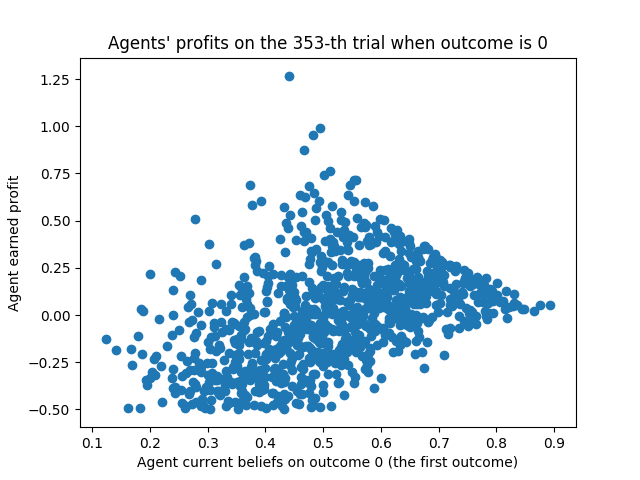 Agents' profits on the 353-th trial when outcome is 0
1.25
1.00
0.75
0.50
0.25
0.00
−0.25
−0.50
Agent earned profit
0.1 0.2 0.3 0.4 0.5 0.6 0.7 0.8 0.9
Agent current beliefs on outcome 0 (the first outcome)